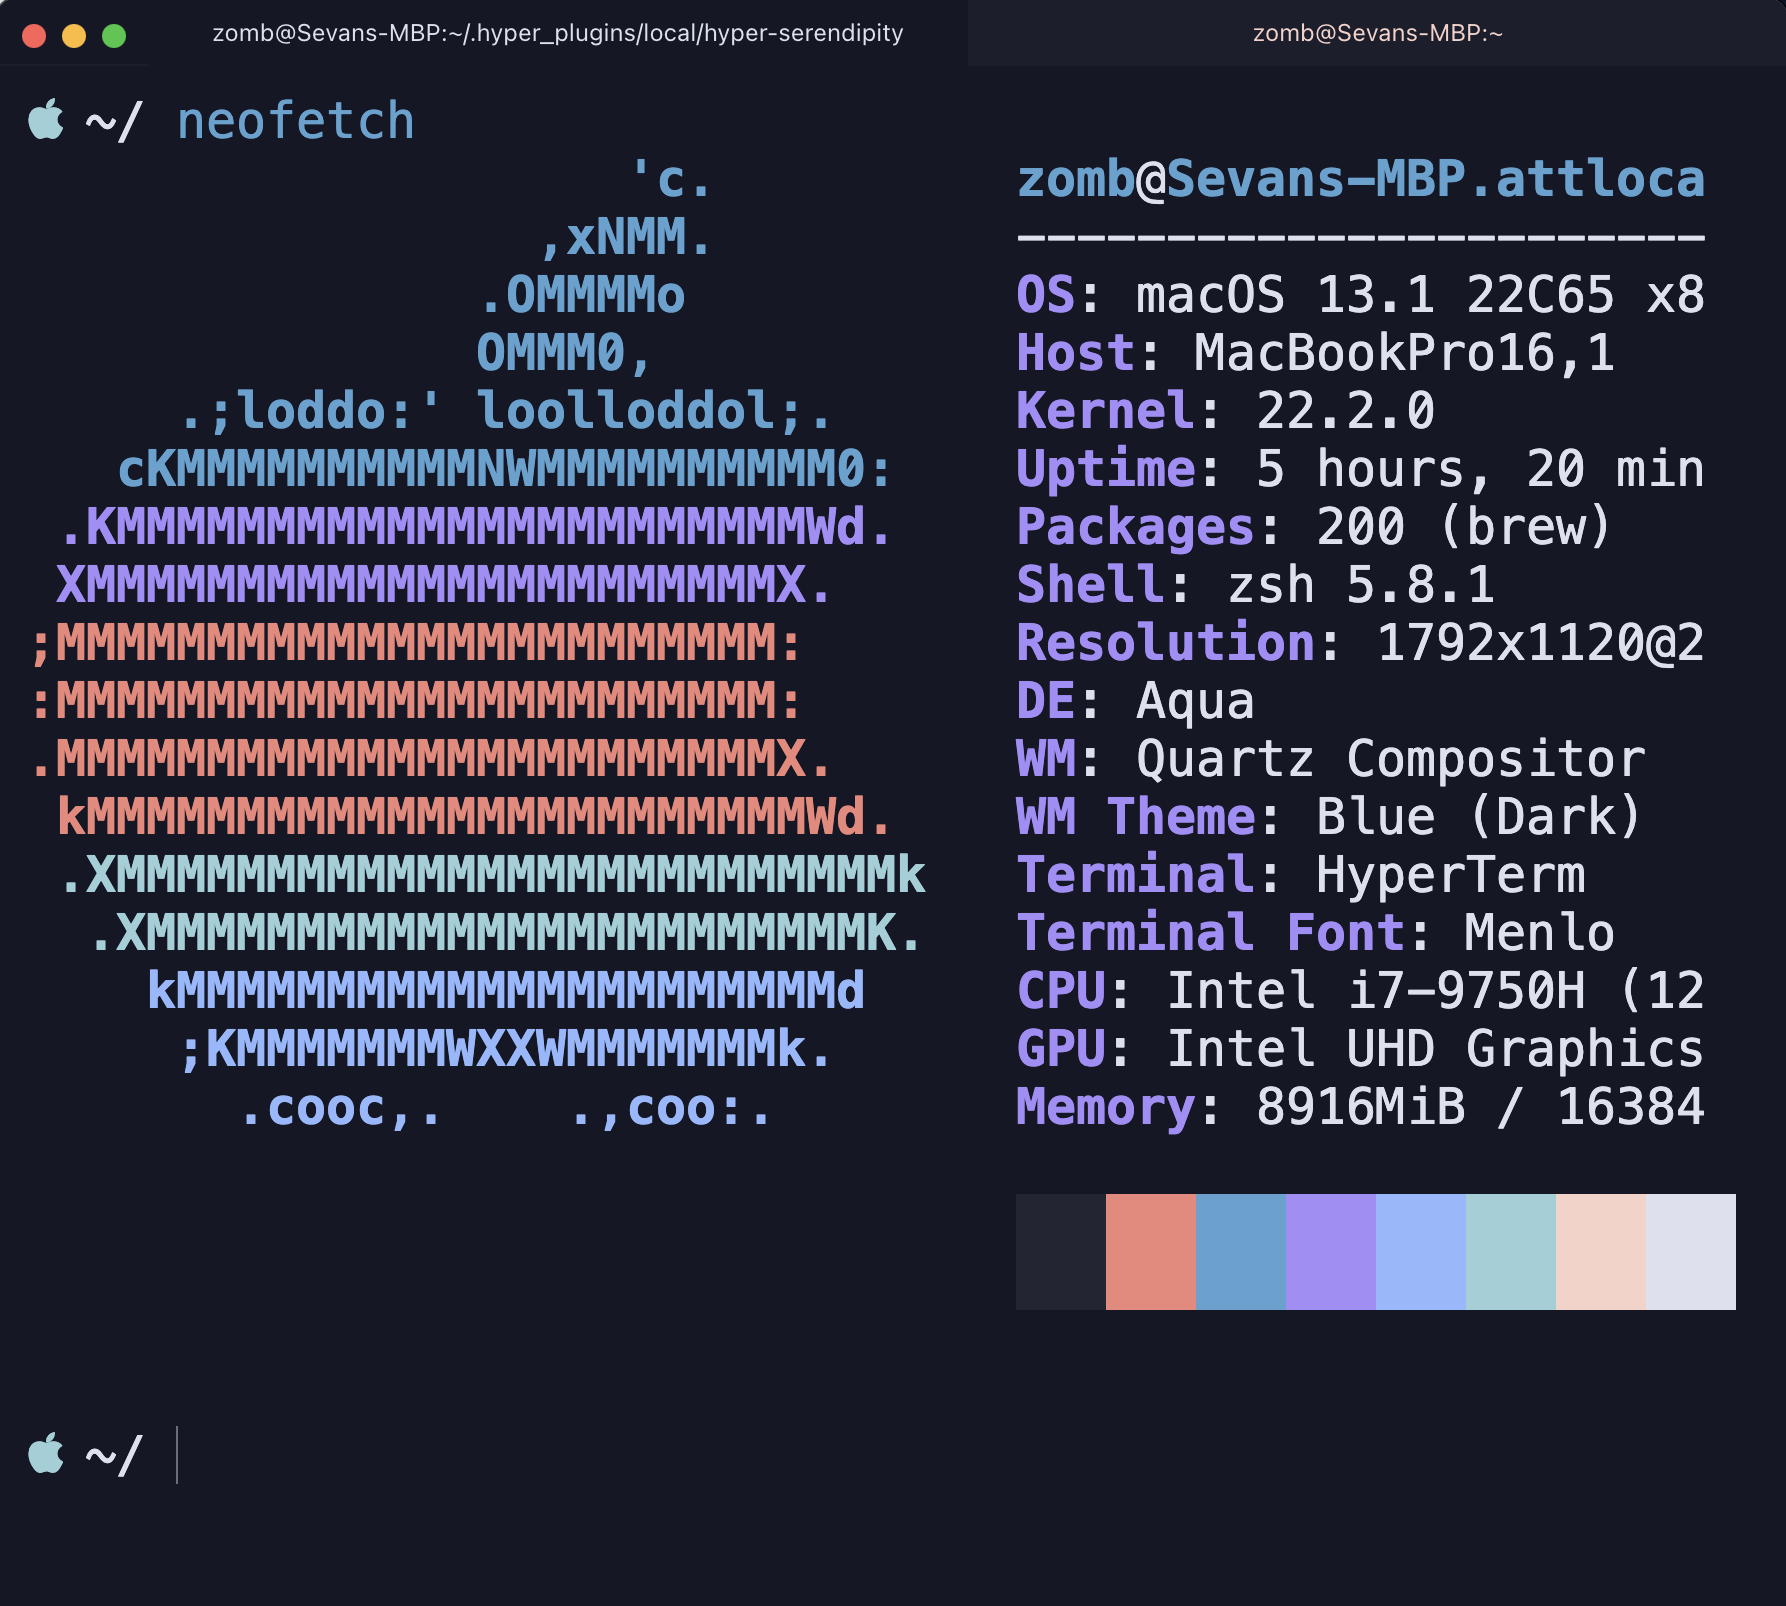 zomb@Sevans-MBP:~/.hyper_plugins/local/hyper-serendipity zomb@Sevans-MBP:~
~/ neofetch
'c. zomb@Sevans-MBP.attloca
,xNMM. -----------------------
.OMMMMo OS: macOS 13.1 22C65 x8
OMMM0, Host: MacBookPro16,1
.;loddo:' loolloddol;. Kernel: 22.2.0
cKMMMMMMMMMMNWMMMMMMMMMM0: Uptime: 5 hours, 20 min
.KMMMMMMMMMMMMMMMMMMMMMMMWd. Packages: 200 (brew)
XMMMMMMMMMMMMMMMMMMMMMMMX. Shell: zsh 5.8.1
;MMMMMMMMMMMMMMMMMMMMMMMM: Resolution: 1792x1120@2
:MMMMMMMMMMMMMMMMMMMMMMMM: DE: Aqua
.MMMMMMMMMMMMMMMMMMMMMMMMX. WM: Quartz Compositor
kMMMMMMMMMMMMMMMMMMMMMMMMWd. WM Theme: Blue (Dark)
.XMMMMMMMMMMMMMMMMMMMMMMMMMMk Terminal: HyperTerm
.XMMMMMMMMMMMMMMMMMMMMMMMMK. Terminal Font: Menlo
kMMMMMMMMMMMMMMMMMMMMMMd CPU: Intel i7-9750H (12
;KMMMMMMMWXXWMMMMMMMk. GPU: Intel UHD Graphics
.cooc,. .,coo:. Memory: 8916MiB / 16384
~/